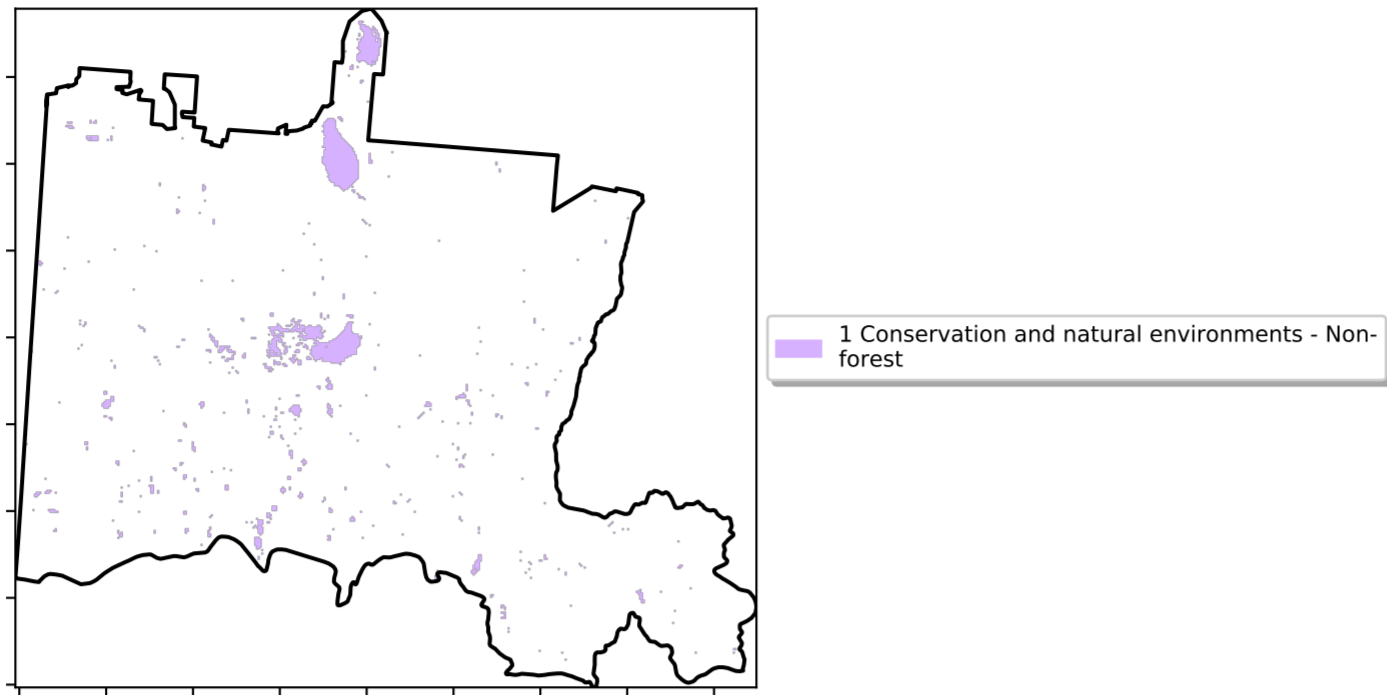 1 Conservation and natural environments - Non-
forest